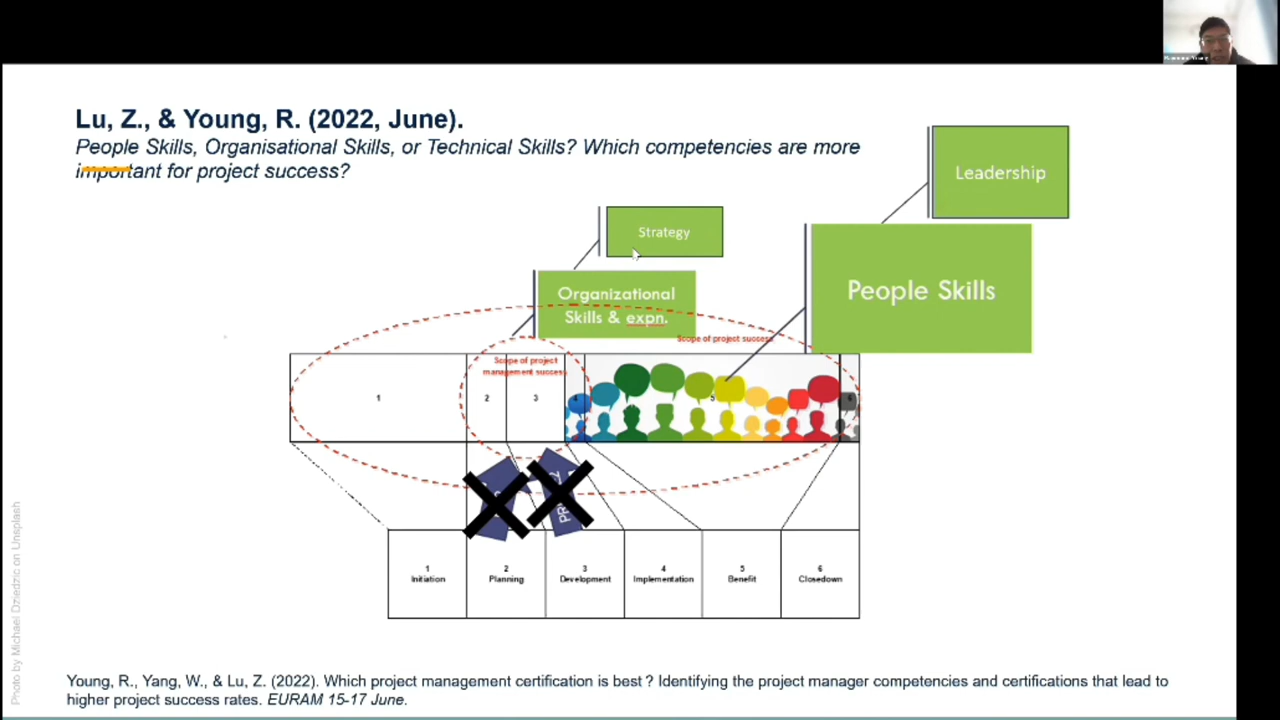 Lu, Z., & Young, R. (2022, June).
People Skills, Organisational Skills, or Technical Skills? Which competencies are more
important for project success?
Leadership
Strategy
People Skills
Organizational
Skills & expn.
Scope of project success
Scope of project
management success
1
2
3
4
5
6
1
Initiation
2
Planning
3
Development
4
Implementation
5
Benefit
6
Closedown
Photo by Michael Dziedzic on Unsplash
Young, R., Yang, W., & Lu, Z. (2022). Which project management certification is best? Identifying the project manager competencies and certifications that lead to
higher project success rates. EURAM 15-17 June.